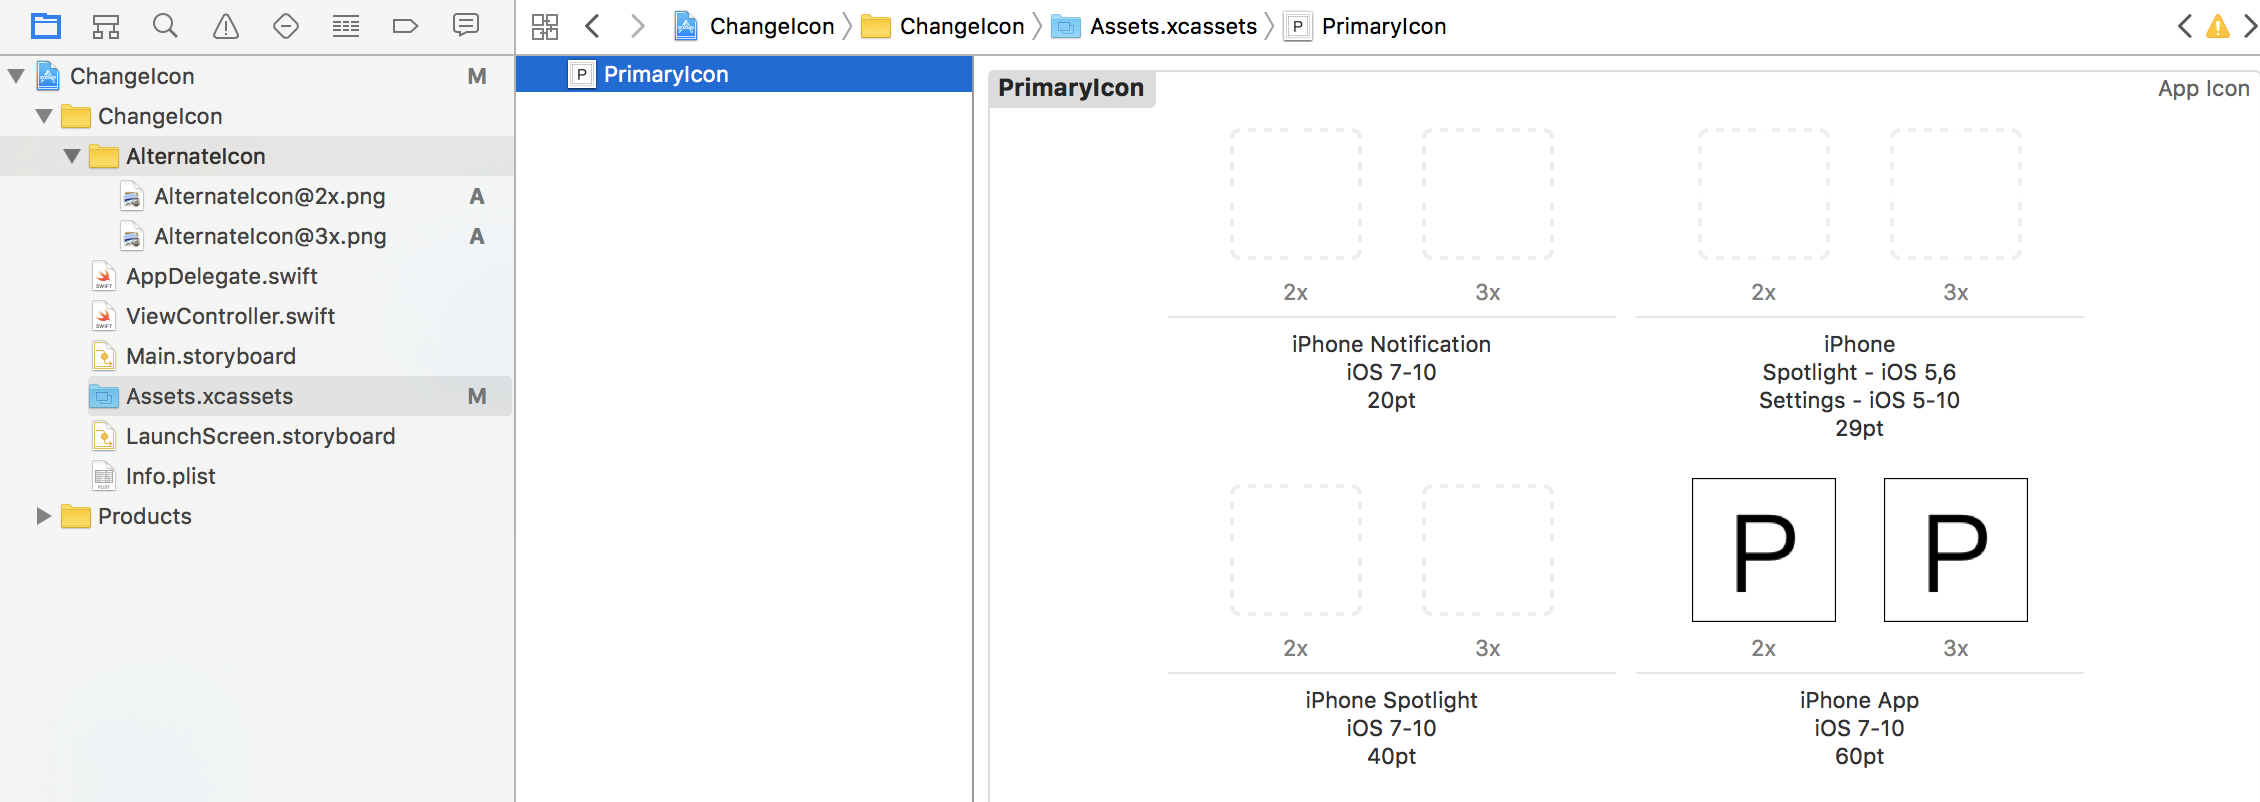 ChangeIcon ChangeIcon Assets.xcassets P PrimaryIcon
ChangeIcon M
ChangeIcon
AlternateIcon
AlternateIcon@2x.png A
AlternateIcon@3x.png A
AppDelegate.swift
ViewController.swift
Main.storyboard
Assets.xcassets M
LaunchScreen.storyboard
Info.plist
Products
P PrimaryIcon
PrimaryIcon App Icon
2x 3x
iPhone Notification
iOS 7-10
20pt
2x 3x
iPhone
Spotlight - iOS 5,6
Settings - iOS 5-10
29pt
2x 3x
iPhone Spotlight
iOS 7-10
40pt
P P
2x 3x
iPhone App
iOS 7-10
60pt